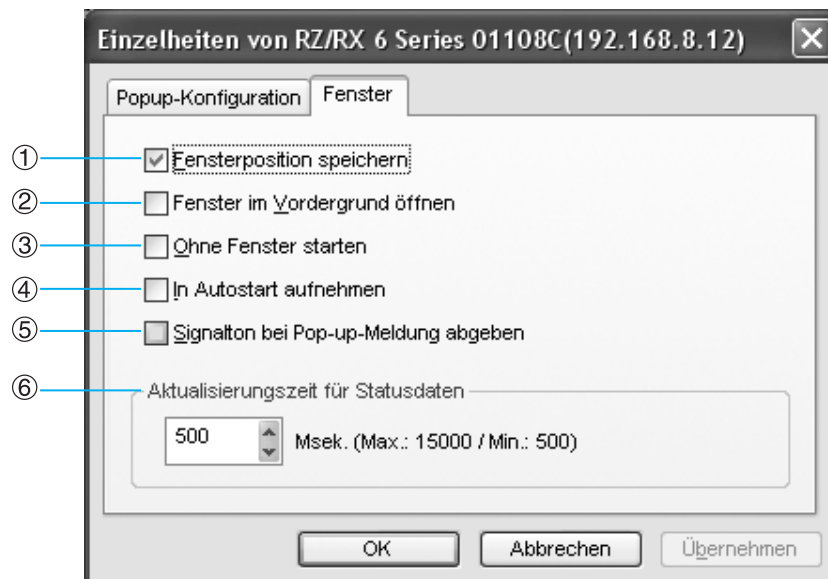 Einzelheiten von RZ/RX 6 Series 01108C(192.168.8.12)
Popup-Konfiguration Fenster
① Fensterposition speichern
② Fenster im Vordergrund öffnen
③ Ohne Fenster starten
④ In Autostart aufnehmen
⑤ Signalton bei Pop-up-Meldung abgeben
⑥ Aktualisierungszeit für Statusdaten
500 Msek. (Max.: 15000 / Min.: 500)
OK Abbrechen Übernehmen